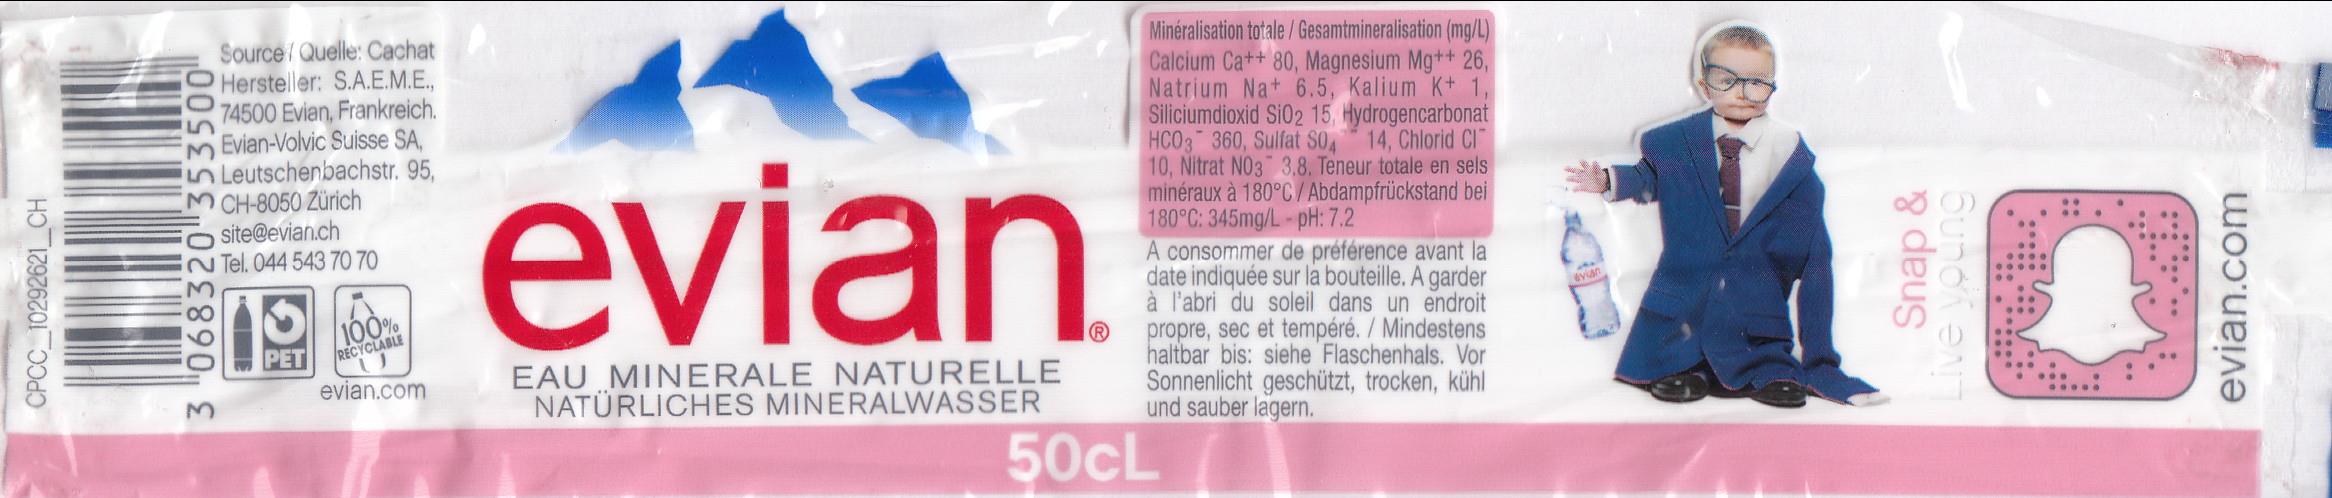 CPCC_10292621_CH
3 068320 353500
Source / Quelle: Cachat
Hersteller: S.A.E.M.E.,
74500 Evian, Frankreich.
Evian-Volvic Suisse SA,
Leutschenbachstr. 95,
CH-8050 Zürich
site@evian.ch
Tel. 044 543 70 70
PET
100%
RECYCLABLE
evian.com
evian®
EAU MINERALE NATURELLE
NATÜRLICHES MINERALWASSER
50cL
Minéralisation totale / Gesamtmineralisation (mg/L)
Calcium Ca++ 80, Magnesium Mg++ 26,
Natrium Na+ 6.5, Kalium K+ 1,
Siliciumdioxid SiO2 15, Hydrogencarbonat
HCO3- 360, Sulfat SO4-- 14, Chlorid Cl-
10, Nitrat NO3- 3.8. Teneur totale en sels
minéraux à 180°C / Abdampfrückstand bei
180°C: 345mg/L - pH: 7.2
A consommer de préférence avant la
date indiquée sur la bouteille. A garder
à l'abri du soleil dans un endroit
propre, sec et tempéré. / Mindestens
haltbar bis: siehe Flaschenhals. Vor
Sonnenlicht geschützt, trocken, kühl
und sauber lagern.
evian
Snap &
Live young
evian.com